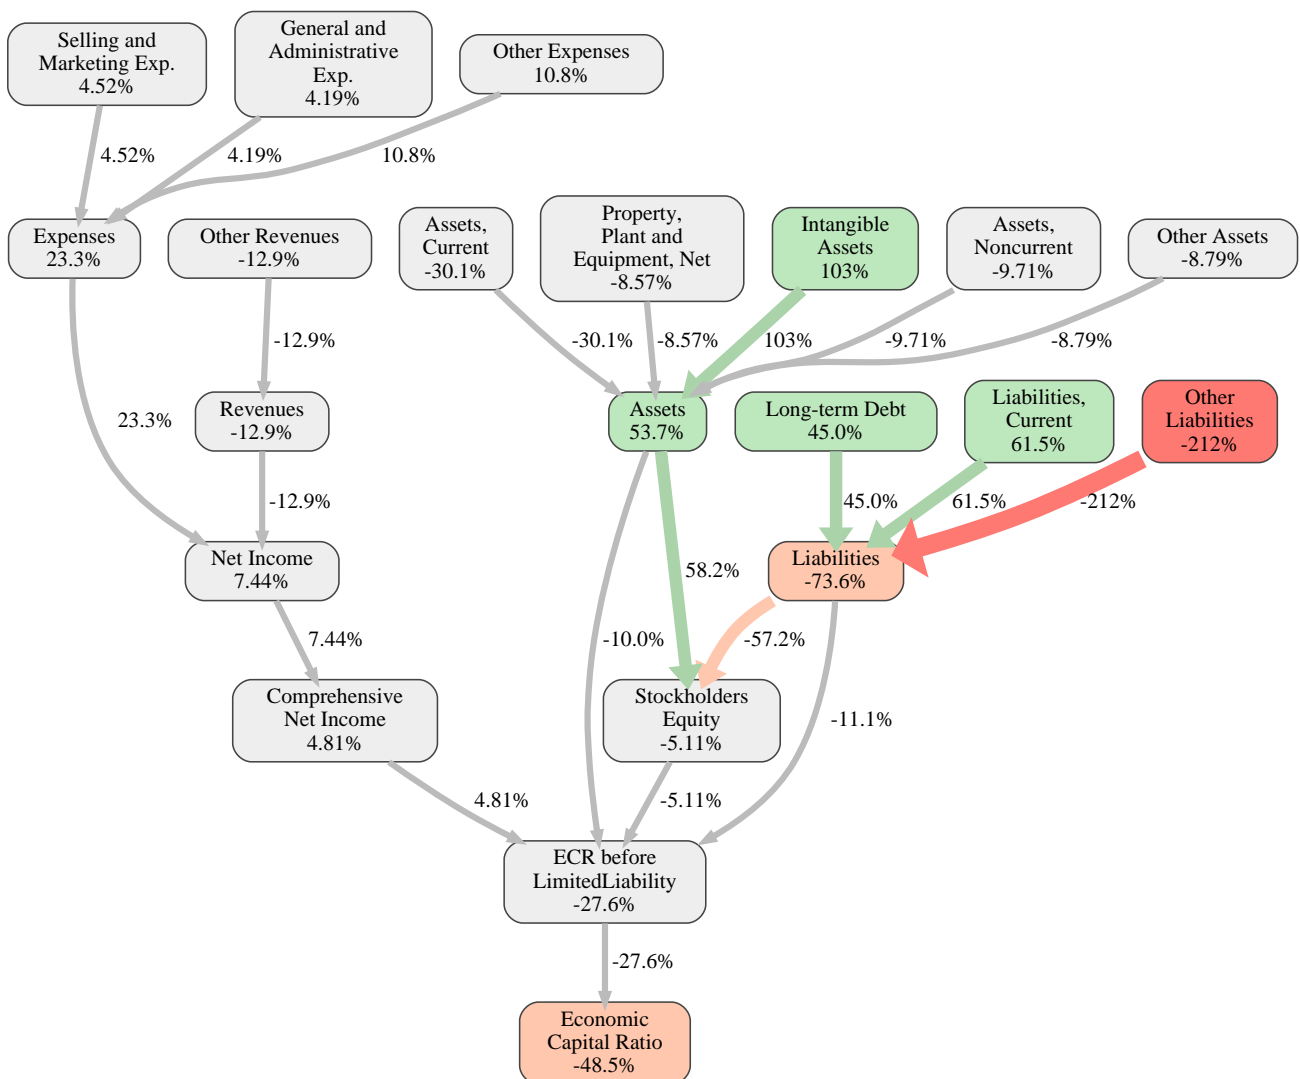 Selling and
Marketing Exp.
4.52%
General and
Administrative
Exp.
4.19%
Other Expenses
10.8%
4.52%
4.19%
10.8%
Expenses
23.3%
Other Revenues
-12.9%
Assets,
Current
-30.1%
Property,
Plant and
Equipment, Net
-8.57%
Intangible
Assets
103%
Assets,
Noncurrent
-9.71%
Other Assets
-8.79%
-12.9%
-30.1%
-8.57%
103%
-9.71%
-8.79%
23.3%
Revenues
-12.9%
Assets
53.7%
Long-term Debt
45.0%
Liabilities,
Current
61.5%
Other
Liabilities
-212%
-12.9%
45.0%
61.5%
-212%
Net Income
7.44%
58.2%
Liabilities
-73.6%
7.44%
-10.0%
-57.2%
Comprehensive
Net Income
4.81%
Stockholders
Equity
-5.11%
-11.1%
4.81%
-5.11%
ECR before
LimitedLiability
-27.6%
-27.6%
Economic
Capital Ratio
-48.5%